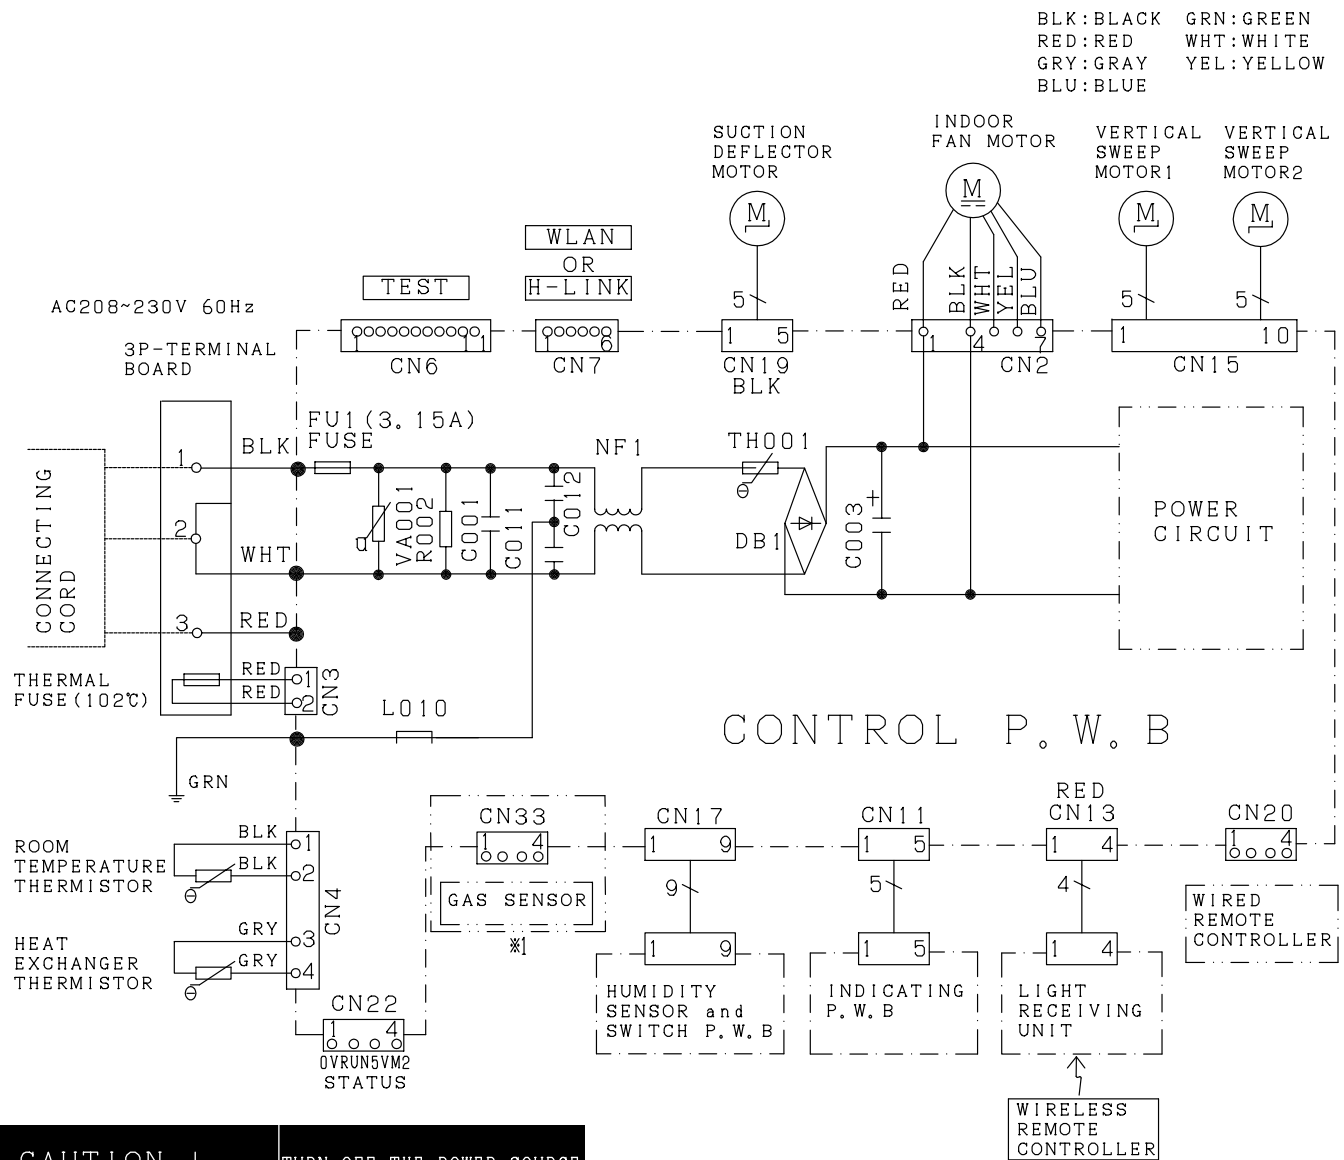 BLK:BLACK GRN:GREEN
RED:RED WHT:WHITE
GRY:GRAY YEL:YELLOW
BLU:BLUE
SUCTION
DEFLECTOR
MOTOR
M
INDOOR
FAN MOTOR
M
VERTICAL
SWEEP
MOTOR1
M
VERTICAL
SWEEP
MOTOR2
M
WLAN
OR
H-LINK
TEST
AC208~230V 60Hz
3P-TERMINAL
BOARD
5
RED
BLK
WHT
YEL
BLU
5
5
1 11
CN6
1 6
CN7
1 5
CN19
BLK
1 4 7
CN2
1 10
CN15
FU1(3.15A)
FUSE
BLK
1
2
WHT
3
RED
CONNECTING
CORD
VA001
R002
C001
C011
C012
NF1
TH001
DB1
C003
+
POWER
CIRCUIT
THERMAL
FUSE(102℃)
RED
RED
1
2
CN3
L010
GRN
CONTROL P.W.B
ROOM
TEMPERATURE
THERMISTOR
BLK
BLK
HEAT
EXCHANGER
THERMISTOR
GRY
GRY
1
2
3
4
CN4
CN22
1 4
0VRUN5VM2
STATUS
CN33
1 4
GAS SENSOR
※1
CN17
1 9
9
1 9
HUMIDITY
SENSOR and
SWITCH P.W.B
CN11
1 5
5
1 5
INDICATING
P.W.B
RED
CN13
1 4
4
1 4
LIGHT
RECEIVING
UNIT
WIRELESS
REMOTE
CONTROLLER
CN20
1 4
WIRED
REMOTE
CONTROLLER
CAUTION
TURN OFF THE POWER SOURCE